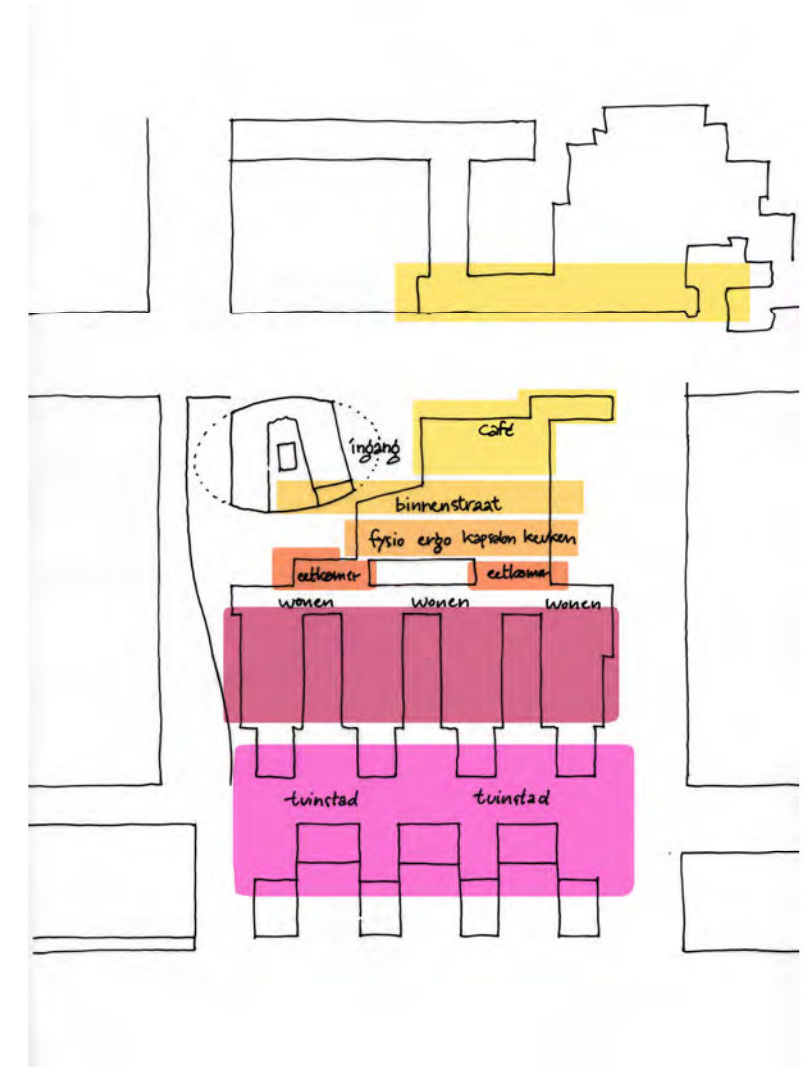 café
ingang
binnenstraat
fysio ergo kapsalon keuken
eetkamer eetkamer
wonen wonen wonen
tuinstad tuinstad